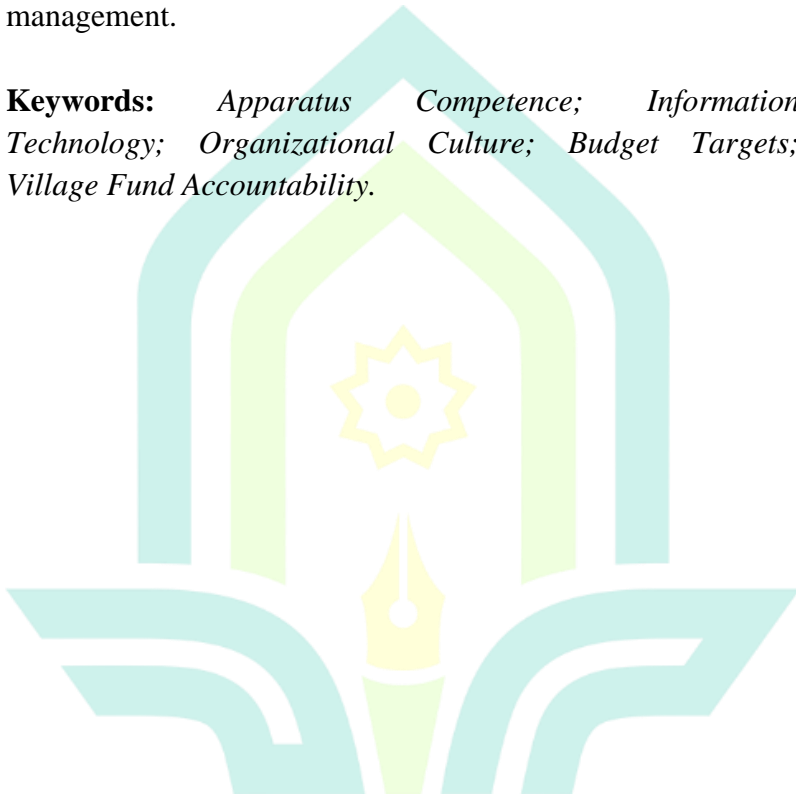 management.
Keywords: Apparatus Competence; Information
Technology; Organizational Culture; Budget Targets;
Village Fund Accountability.